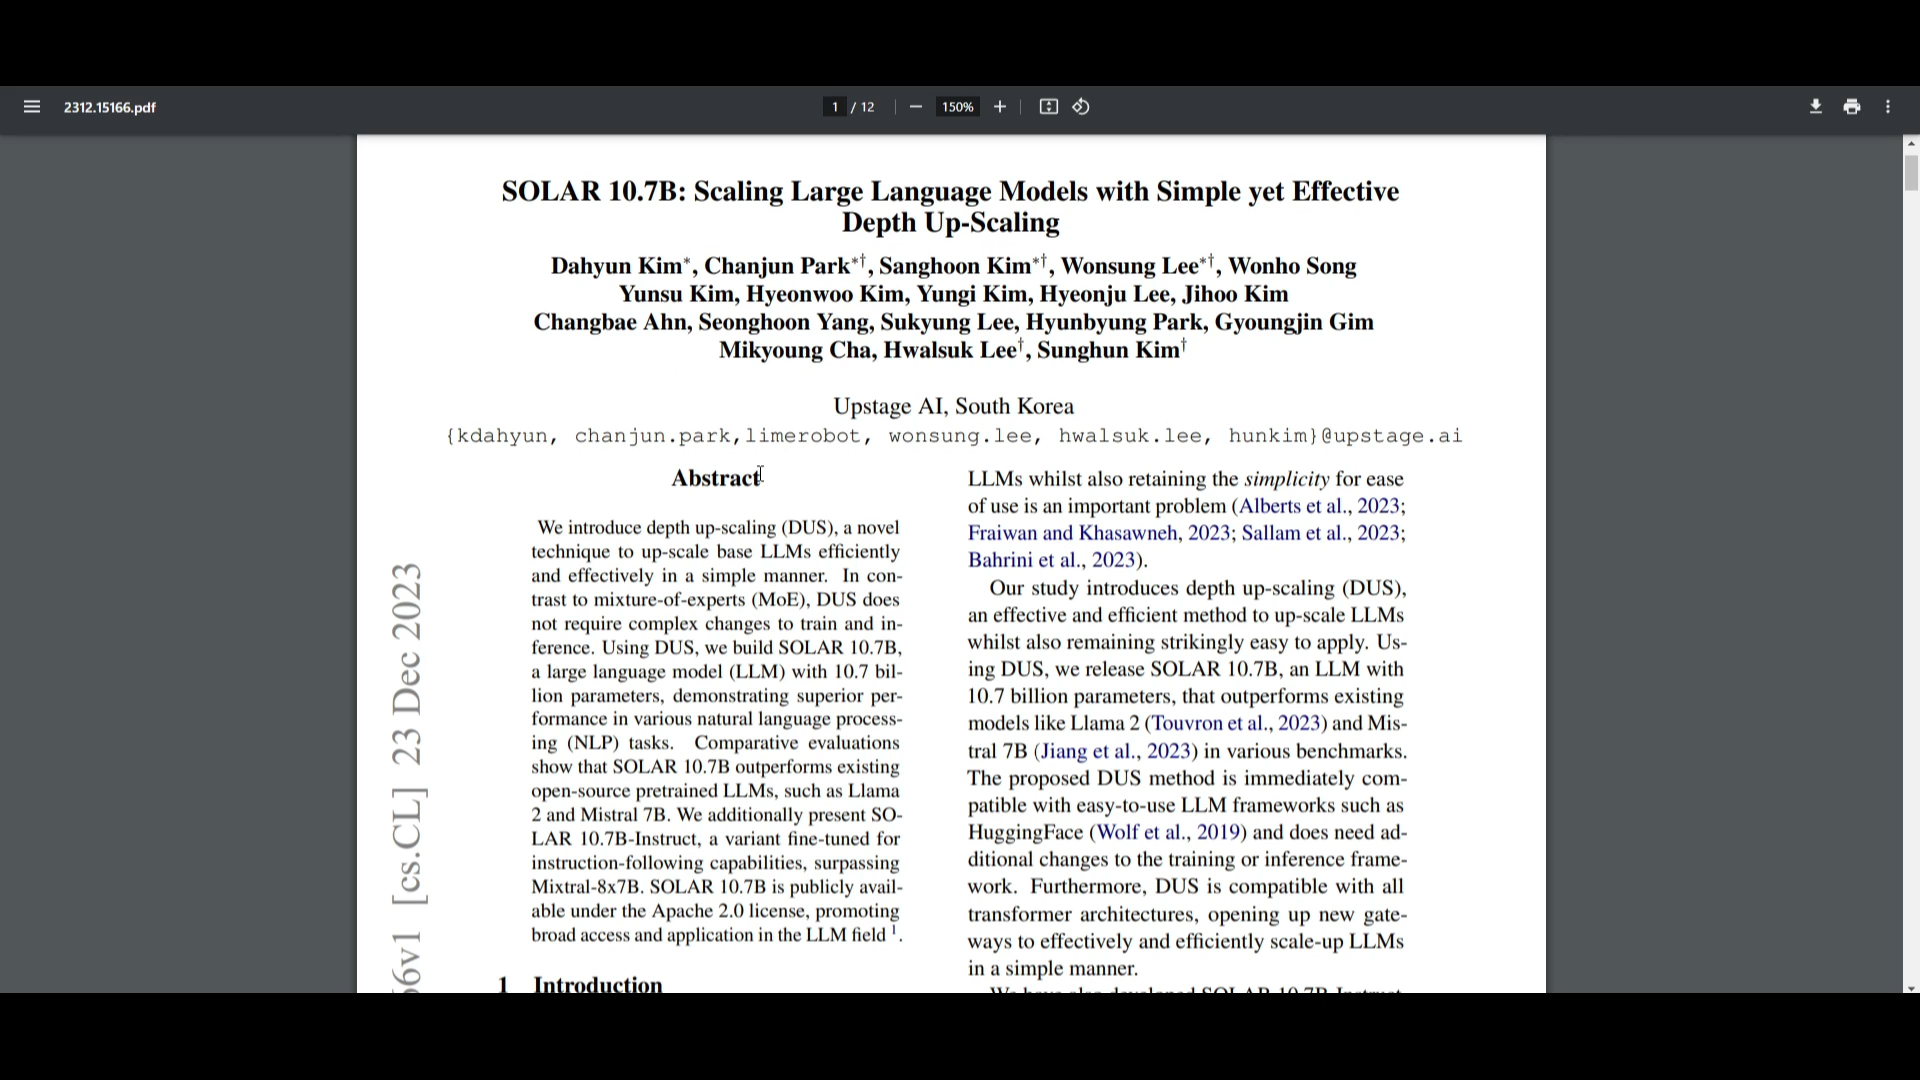 2312.15166.pdf
1 / 12
150%
SOLAR 10.7B: Scaling Large Language Models with Simple yet Effective
Depth Up-Scaling
Dahyun Kim*, Chanjun Park*†, Sanghoon Kim*†, Wonsung Lee*†, Wonho Song
Yunsu Kim, Hyeonwoo Kim, Yungi Kim, Hyeonju Lee, Jihoo Kim
Changbae Ahn, Seonghoon Yang, Sukyung Lee, Hyunbyung Park, Gyoungjin Gim
Mikyoung Cha, Hwalsuk Lee†, Sunghun Kim†
Upstage AI, South Korea
{kdahyun, chanjun.park,limerobot, wonsung.lee, hwalsuk.lee, hunkim}@upstage.ai
Abstract
We introduce depth up-scaling (DUS), a novel
technique to up-scale base LLMs efficiently
and effectively in a simple manner. In con-
trast to mixture-of-experts (MoE), DUS does
not require complex changes to train and in-
ference. Using DUS, we build SOLAR 10.7B,
a large language model (LLM) with 10.7 bil-
lion parameters, demonstrating superior per-
formance in various natural language process-
ing (NLP) tasks. Comparative evaluations
show that SOLAR 10.7B outperforms existing
open-source pretrained LLMs, such as Llama
2 and Mistral 7B. We additionally present SO-
LAR 10.7B-Instruct, a variant fine-tuned for
instruction-following capabilities, surpassing
Mixtral-8x7B. SOLAR 10.7B is publicly avail-
able under the Apache 2.0 license, promoting
broad access and application in the LLM field 1.
1 Introduction
LLMs whilst also retaining the simplicity for ease
of use is an important problem (Alberts et al., 2023;
Fraiwan and Khasawneh, 2023; Sallam et al., 2023;
Bahrini et al., 2023).
Our study introduces depth up-scaling (DUS),
an effective and efficient method to up-scale LLMs
whilst also remaining strikingly easy to apply. Us-
ing DUS, we release SOLAR 10.7B, an LLM with
10.7 billion parameters, that outperforms existing
models like Llama 2 (Touvron et al., 2023) and Mis-
tral 7B (Jiang et al., 2023) in various benchmarks.
The proposed DUS method is immediately com-
patible with easy-to-use LLM frameworks such as
HuggingFace (Wolf et al., 2019) and does need ad-
ditional changes to the training or inference frame-
work. Furthermore, DUS is compatible with all
transformer architectures, opening up new gate-
ways to effectively and efficiently scale-up LLMs
in a simple manner.
We have also developed SOLAR 10.7B Instruct,
6v1 [cs.CL] 23 Dec 2023